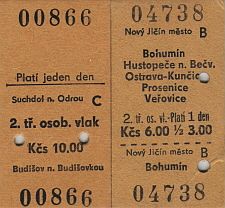 00866
Platí jeden den
Suchdol n. Odrou C
2. tř. osob. vlak
Kčs 10.00
Budišov n. Budišovkou
00866
04738
Nový Jičín město B
Bohumín
Hustopeče n. Bečv.
Ostrava-Kunčice
Prosenice
Veřovice
2. tř. os. vl.-Platí 1 den
Kčs 6.00 ½ 3.00
Nový Jičín město B
Bohumín
04738